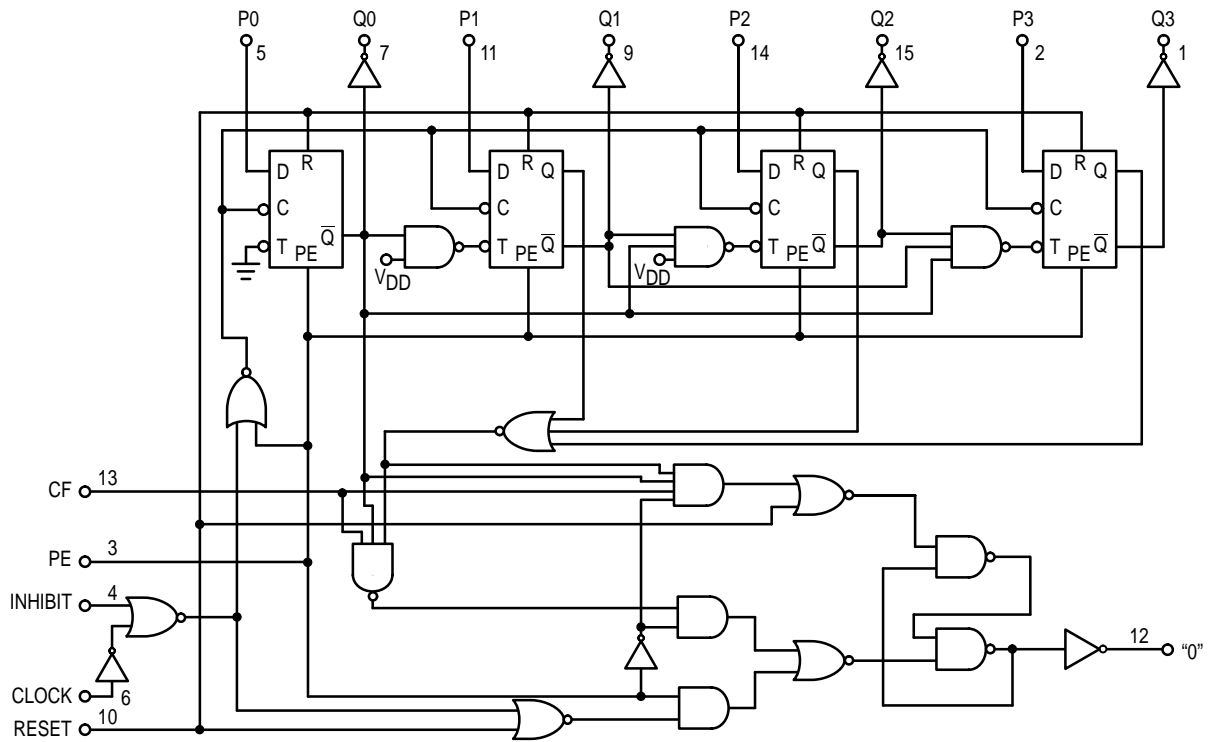 P0 Q0 P1 Q1 P2 Q2 P3 Q3
5 7 11 9 14 15 2 1
R R R R
D D Q D Q D Q
C C C C
T PE Q T PE Q T PE Q T PE Q
VDD VDD
CF 13
PE 3
INHIBIT 4
12 “0”
CLOCK 6
RESET 10